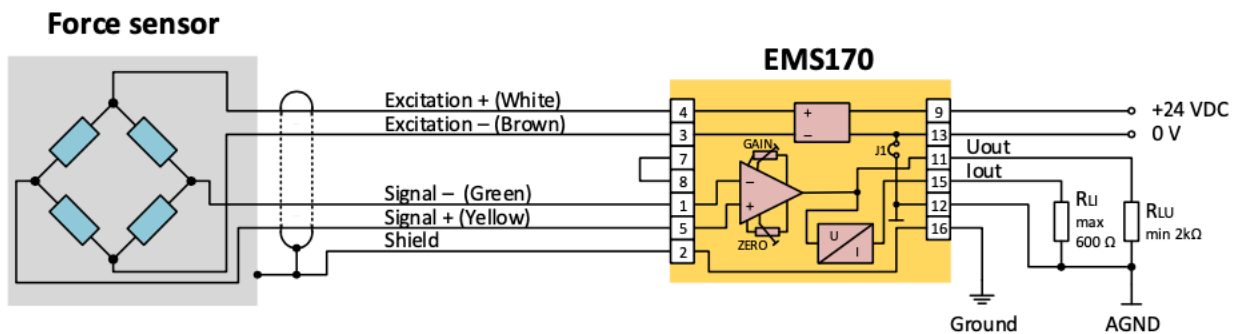 Force sensor
EMS170
Excitation + (White)
4
+
9
+24 VDC
Excitation – (Brown)
3
–
13
0 V
7
GAIN
J1
11
Uout
8
15
Iout
Signal – (Green)
1
–
12
Signal + (Yellow)
5
+
16
Shield
2
ZERO
U
I
RLI
max
600 Ω
RLU
min 2kΩ
Ground
AGND